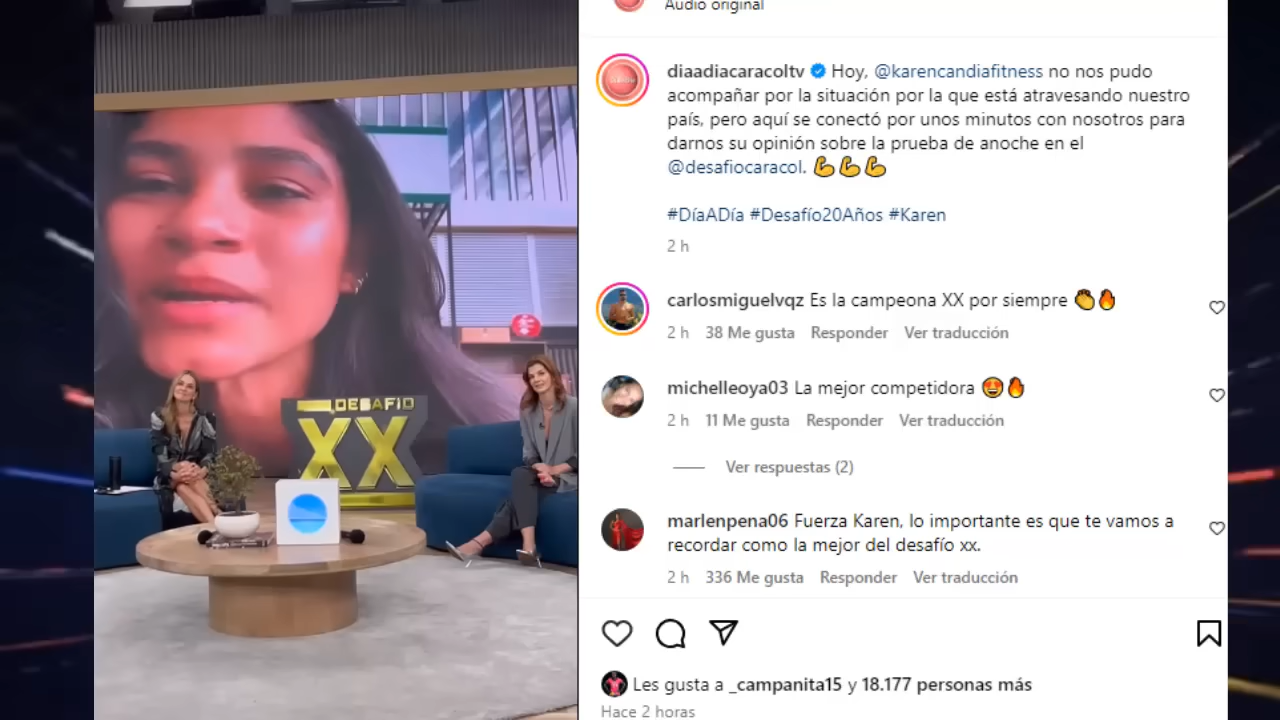 Audio original
diaadiacaracoltv Hoy, @karencandiafitness no nos pudo
acompañar por la situación por la que está atravesando nuestro
país, pero aquí se conectó por unos minutos con nosotros para
darnos su opinión sobre la prueba de anoche en el
@desafiocaracol. 💪💪💪
#DíaADía #Desafío20Años #Karen
2 h
carlosmiguelvqz Es la campeona XX por siempre 👏🔥
2 h 38 Me gusta Responder Ver traducción
michelleoya03 La mejor competidora 🤩🔥
2 h 11 Me gusta Responder Ver traducción
Ver respuestas (2)
marlenpena06 Fuerza Karen, lo importante es que te vamos a
recordar como la mejor del desafío xx.
2 h 336 Me gusta Responder Ver traducción
Les gusta a _campanita15 y 18.177 personas más
Hace 2 horas
DESAFIO
XX